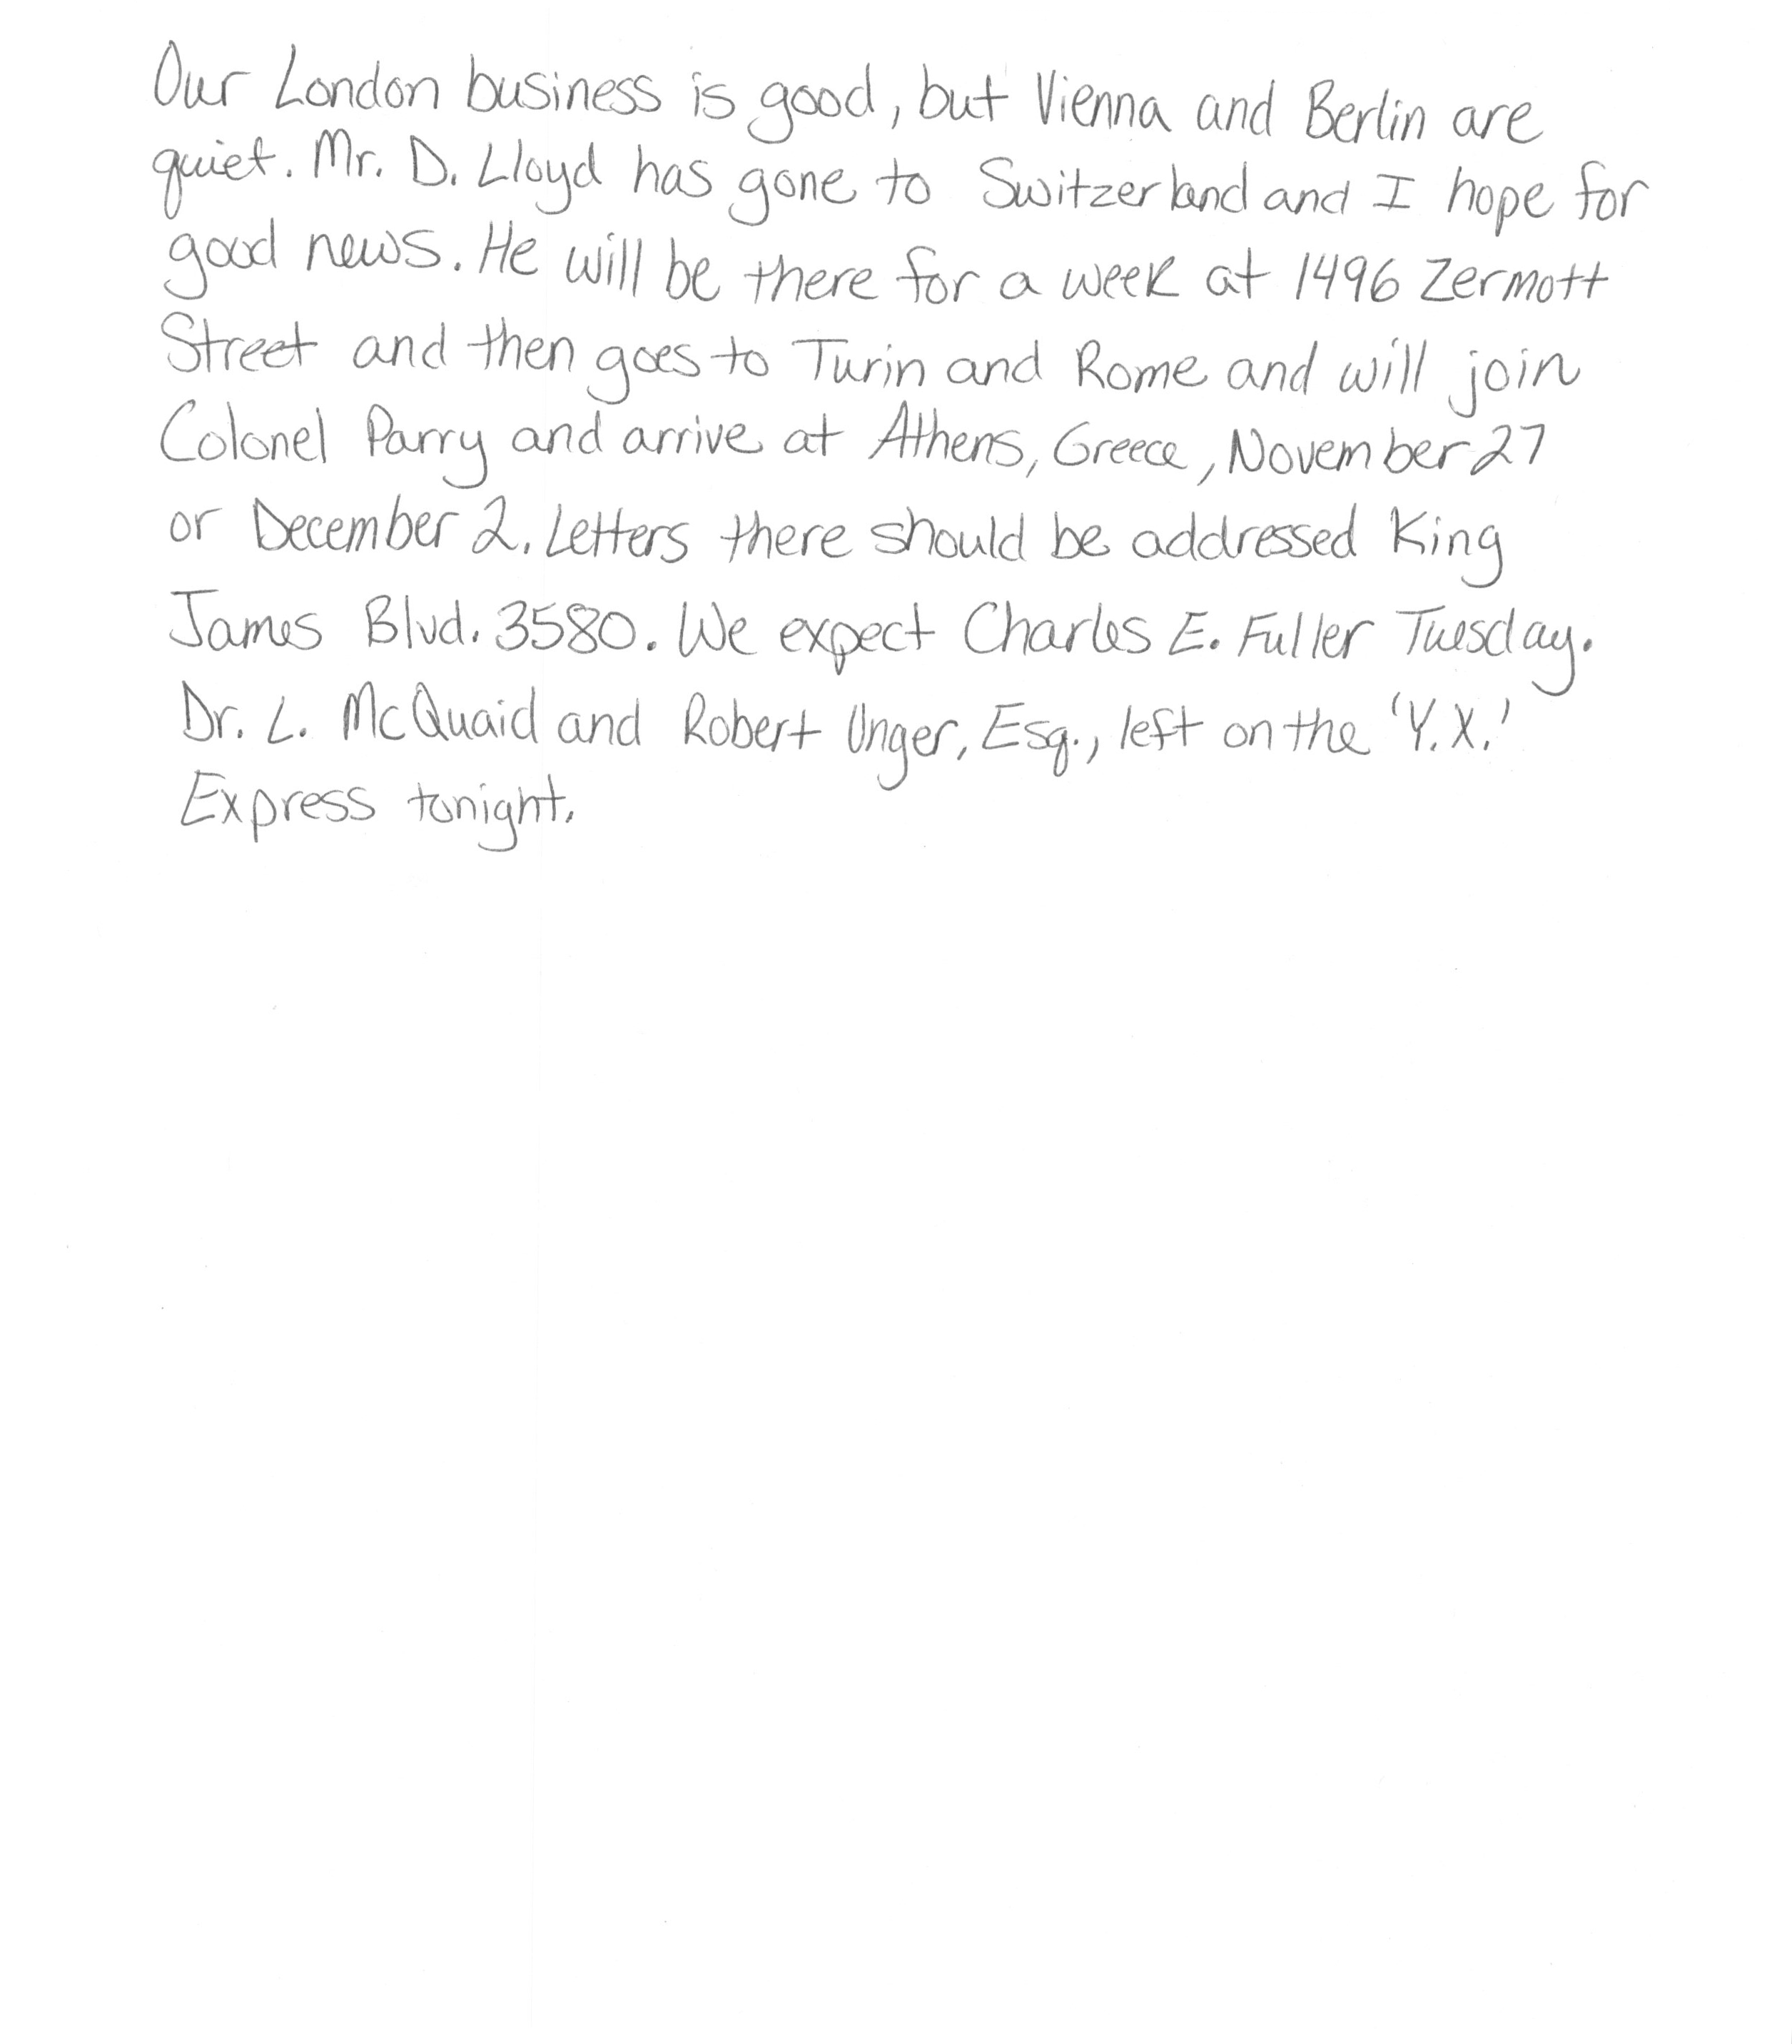 Our London business is good, but Vienna and Berlin are
quiet. Mr. D. Lloyd has gone to Switzerland and I hope for
good news. He will be there for a week at 1496 Zermott
Street and then goes to Turin and Rome and will join
Colonel Parry and arrive at Athens, Greece, November 27
or December 2. Letters there should be addressed King
James Blvd. 3580. We expect Charles E. Fuller Tuesday.
Dr. L. McQuaid and Robert Unger, Esq., left on the 'Y.X.'
Express tonight.